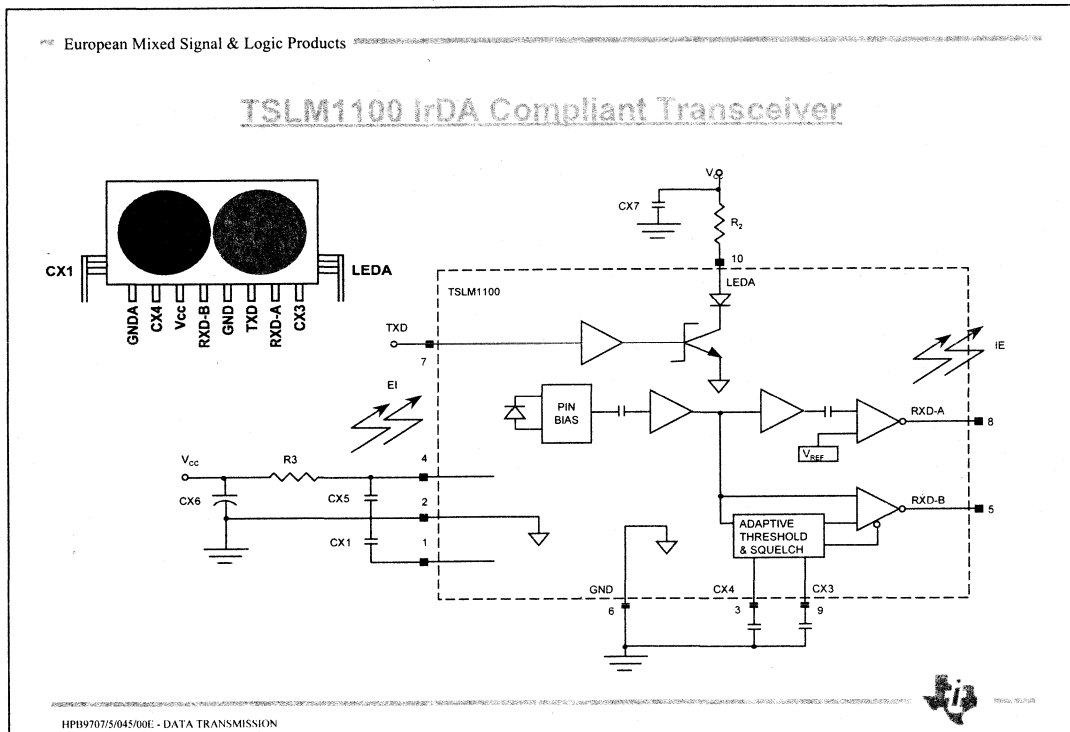 European Mixed Signal & Logic Products
TSLM1100 IrDA Compliant Transceiver
CX1
LEDA
GNDA
CX4
Vcc
RXD-B
GND
TXD
RXD-A
CX3
VCC
CX7
R2
10
LEDA
TSLM1100
TXD
7
IE
EI
PIN
BIAS
RXD-A
8
VREF
VCC
R3
4
CX6
CX5
2
CX1
1
RXD-B
5
ADAPTIVE
THRESHOLD
& SQUELCH
GND
CX4
CX3
6
3
9
HPB9707/5/045/00E - DATA TRANSMISSION